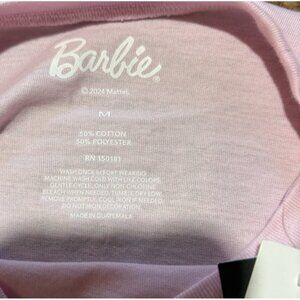 Barbie®
©2024 Mattel.
M
50% COTTON
50% POLYESTER
RN 150181
WASH ONCE BEFORE WEARING
MACHINE WASH COLD WITH LIKE COLORS
GENTLE CYCLE, ONLY NON CHLORINE
BLEACH WHEN NEEDED, TUMBLE DRY LOW,
REMOVE PROMPTLY, COOL IRON IF NEEDED
DO NOT IRON DECORATION
MADE IN GUATEMALA